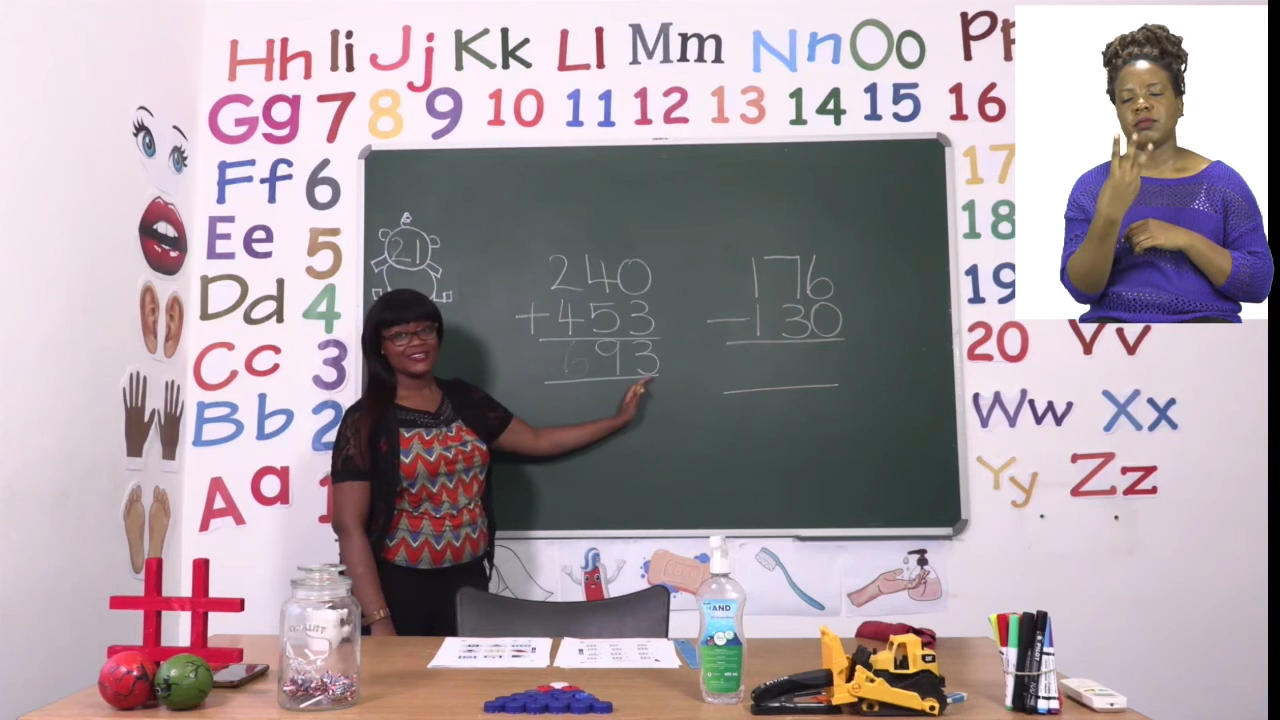 Hh Ii Jj Kk Ll Mm Nn Oo Pp
Gg 7 8 9 10 11 12 13 14 15 16
Ff 6 17
Ee 5 18
Dd 4 19
Cc 3 20 Vv
Bb 2 Ww Xx
Aa 1 Yy Zz
21
240
+453
693
176
-130
HAND
CAT
PILOT